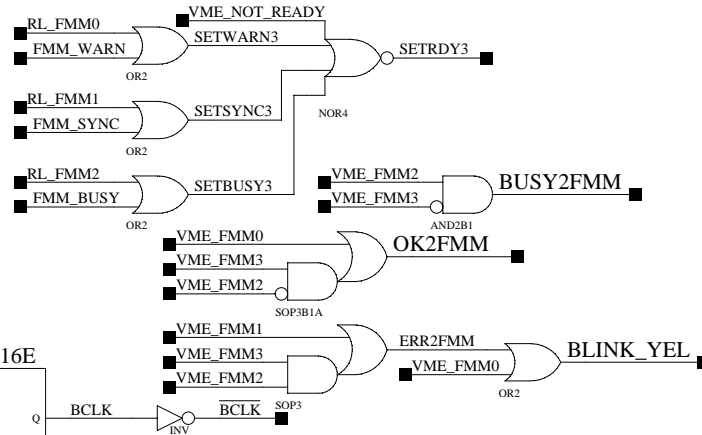 VME_NOT_READY
RL_FMM0
FMM_WARN
SETWARN3
OR2
SETRDY3
NOR4
RL_FMM1
FMM_SYNC
SETSYNC3
OR2
RL_FMM2
FMM_BUSY
SETBUSY3
OR2
VME_FMM2
VME_FMM3
BUSY2FMM
AND2B1
VME_FMM0
VME_FMM3
VME_FMM2
OK2FMM
SOP3B1A
VME_FMM1
VME_FMM3
VME_FMM2
ERR2FMM
VME_FMM0
BLINK_YEL
OR2
SOP3
16E
Q
BCLK
INV
BCLK